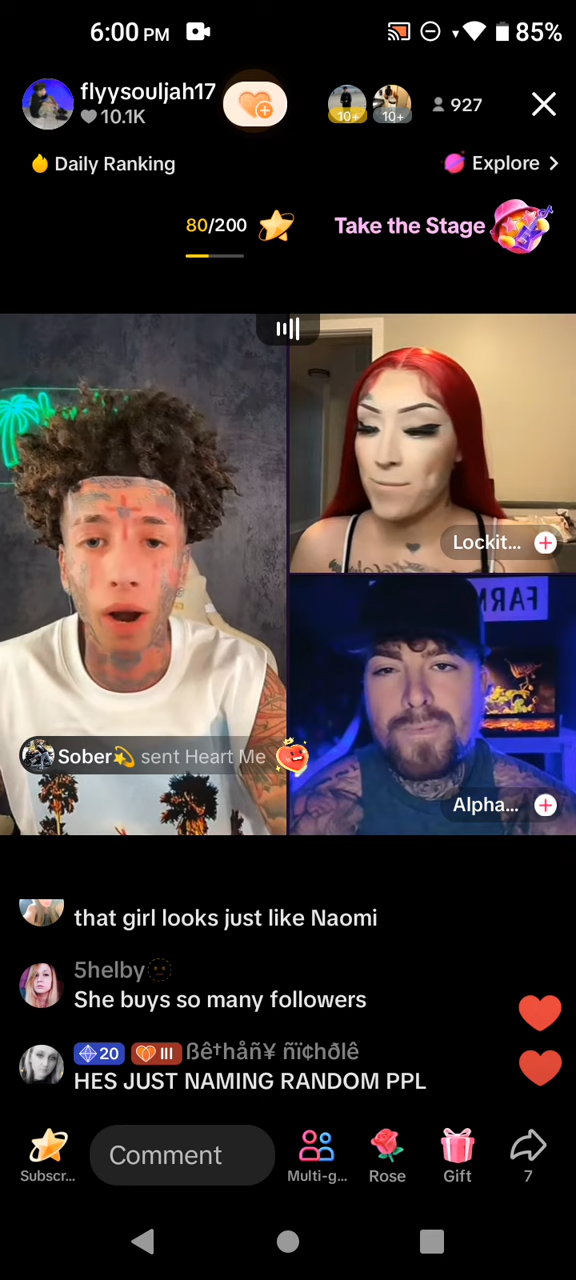 6:00 PM
85%
flyysouljah17
10.1K
10+
10+
927
Daily Ranking
Explore
80/200
Take the Stage
Lockit...
FARM
Sober💫 sent Heart Me
Alpha...
that girl looks just like Naomi
5helby🫥
She buys so many followers
20
III
ßê†håñ¥ ñï¢hðlê
HES JUST NAMING RANDOM PPL
Subscr...
Comment
Multi-g...
Rose
Gift
7